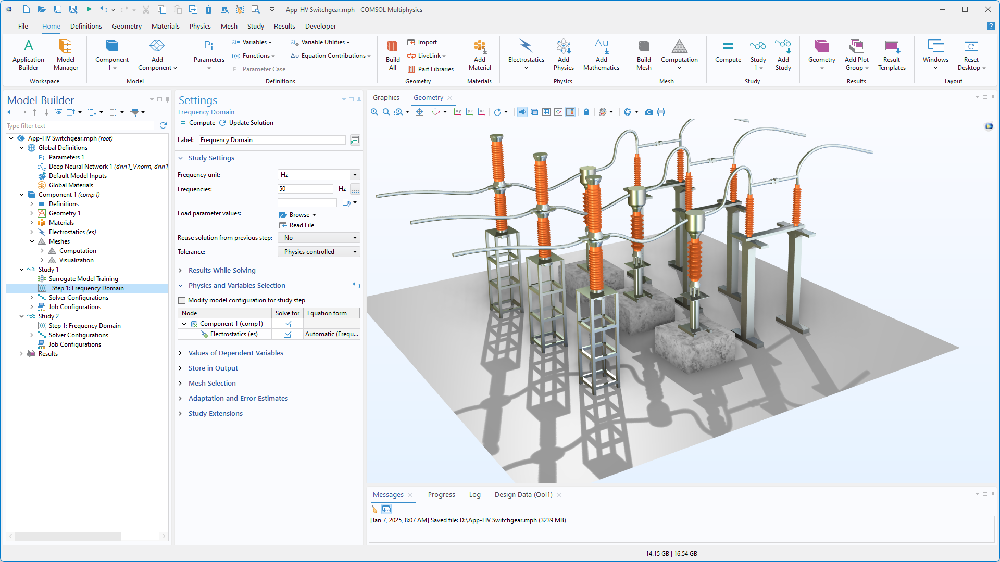 App-HV Switchgear.mph - COMSOL Multiphysics
File Home Definitions Geometry Materials Physics Mesh Study Results Developer
Application Builder
Model Manager
Workspace
Component 1
Add Component
Model
Parameters
a= Variables
f(x) Functions
Pi Parameter Case
Variable Utilities
Equation Contributions
Definitions
Build All
Import
LiveLink
Part Libraries
Geometry
Add Material
Materials
Electrostatics
Add Physics
Add Mathematics
Physics
Build Mesh
Computation
Mesh
Compute
Study 1
Add Study
Study
Geometry
Add Plot Group
Result Templates
Results
Windows
Reset Desktop
Layout
Model Builder
Type filter text
App-HV Switchgear.mph (root)
Global Definitions
Parameters 1
Deep Neural Network 1 (dnn1_Vnorm, dnn1
Default Model Inputs
Global Materials
Component 1 (comp1)
Definitions
Geometry 1
Materials
Electrostatics (es)
Meshes
Computation
Visualization
Study 1
Surrogate Model Training
Step 1: Frequency Domain
Solver Configurations
Job Configurations
Study 2
Step 1: Frequency Domain
Solver Configurations
Job Configurations
Results
Settings
Frequency Domain
Compute Update Solution
Label: Frequency Domain
Study Settings
Frequency unit: Hz
Frequencies: 50 Hz
Load parameter values: Browse
Read File
Reuse solution from previous step: No
Tolerance: Physics controlled
Results While Solving
Physics and Variables Selection
Modify model configuration for study step
Node Solve for Equation form
Component 1 (comp1)
Electrostatics (es) Automatic (Frequ...
Values of Dependent Variables
Store in Output
Mesh Selection
Adaptation and Error Estimates
Study Extensions
Graphics Geometry
xy yz xz
Messages Progress Log Design Data (QoI1)
[Jan 7, 2025, 8:07 AM] Saved file: D:\App-HV Switchgear.mph (3239 MB)
14.15 GB | 16.54 GB